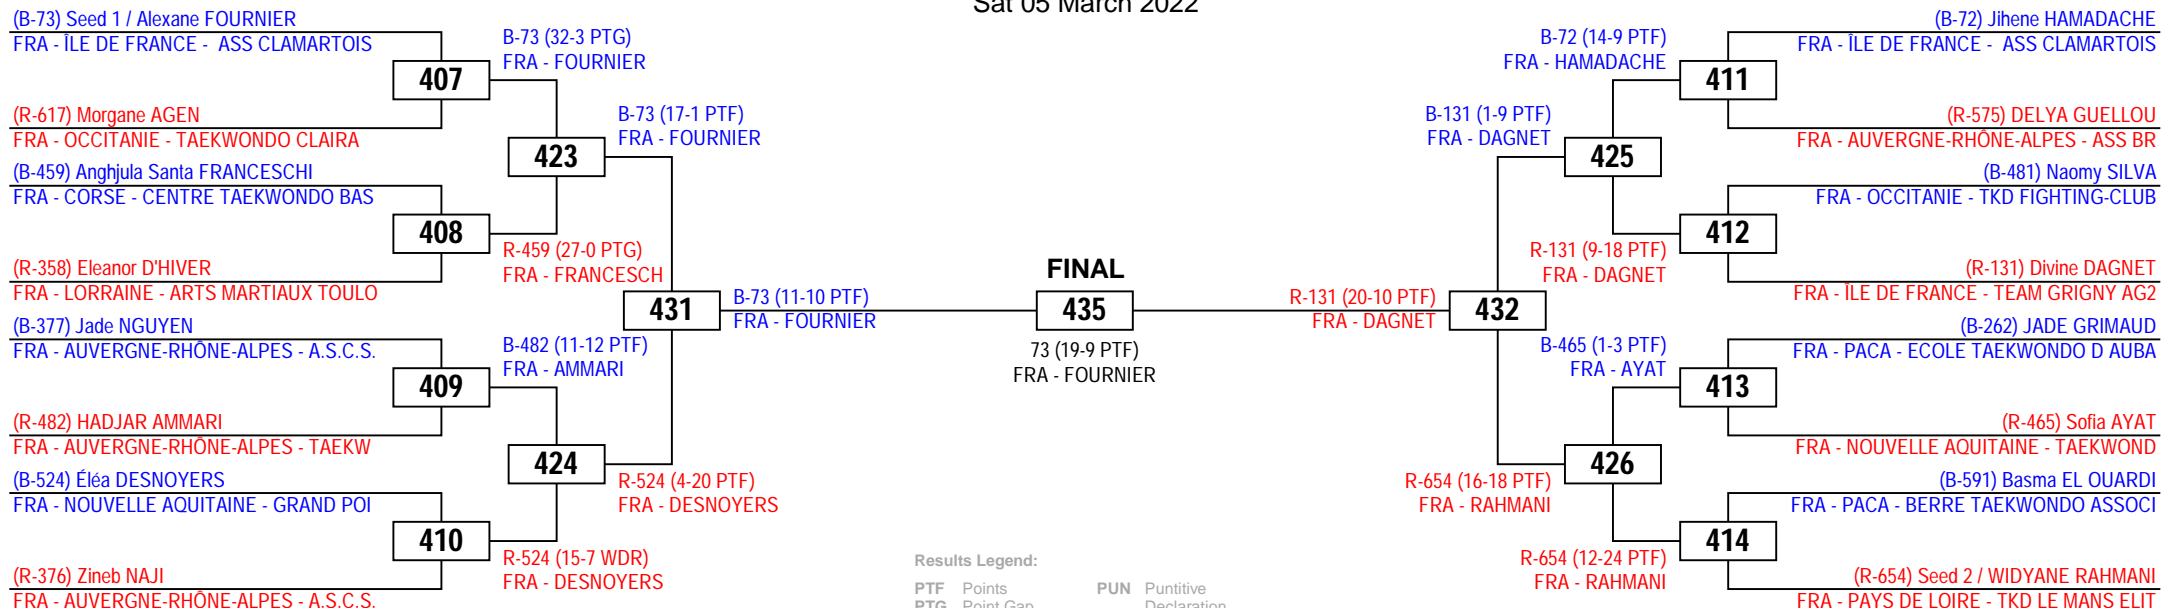 Sat 05 March 2022
(B-73) Seed 1 / Alexane FOURNIER
FRA - ÎLE DE FRANCE - ASS CLAMARTOIS
407
(R-617) Morgane AGEN
FRA - OCCITANIE - TAEKWONDO CLAIRA
(B-459) Anghjula Santa FRANCESCHI
FRA - CORSE - CENTRE TAEKWONDO BAS
408
(R-358) Eleanor D'HIVER
FRA - LORRAINE - ARTS MARTIAUX TOULO
(B-377) Jade NGUYEN
FRA - AUVERGNE-RHÔNE-ALPES - A.S.C.S.
409
(R-482) HADJAR AMMARI
FRA - AUVERGNE-RHÔNE-ALPES - TAEKW
(B-524) Éléa DESNOYERS
FRA - NOUVELLE AQUITAINE - GRAND POI
410
(R-376) Zineb NAJI
FRA - AUVERGNE-RHÔNE-ALPES - A.S.C.S.
B-73 (32-3 PTG)
FRA - FOURNIER
423
R-459 (27-0 PTG)
FRA - FRANCESCH
B-482 (11-12 PTF)
FRA - AMMARI
424
R-524 (15-7 WDR)
FRA - DESNOYERS
B-73 (17-1 PTF)
FRA - FOURNIER
431
R-524 (4-20 PTF)
FRA - DESNOYERS
B-73 (11-10 PTF)
FRA - FOURNIER
FINAL
435
73 (19-9 PTF)
FRA - FOURNIER
R-131 (20-10 PTF)
FRA - DAGNET
432
B-131 (1-9 PTF)
FRA - DAGNET
R-654 (16-18 PTF)
FRA - RAHMANI
B-72 (14-9 PTF)
FRA - HAMADACHE
425
R-131 (9-18 PTF)
FRA - DAGNET
B-465 (1-3 PTF)
FRA - AYAT
426
R-654 (12-24 PTF)
FRA - RAHMANI
(B-72) Jihene HAMADACHE
FRA - ÎLE DE FRANCE - ASS CLAMARTOIS
411
(R-575) DELYA GUELLOU
FRA - AUVERGNE-RHÔNE-ALPES - ASS BR
(B-481) Naomy SILVA
FRA - OCCITANIE - TKD FIGHTING-CLUB
412
(R-131) Divine DAGNET
FRA - ÎLE DE FRANCE - TEAM GRIGNY AG2
(B-262) JADE GRIMAUD
FRA - PACA - ECOLE TAEKWONDO D AUBA
413
(R-465) Sofia AYAT
FRA - NOUVELLE AQUITAINE - TAEKWOND
(B-591) Basma EL OUARDI
FRA - PACA - BERRE TAEKWONDO ASSOCI
414
(R-654) Seed 2 / WIDYANE RAHMANI
FRA - PAYS DE LOIRE - TKD LE MANS ELIT
Results Legend:
PTF Points PUN Puntitive
PTG Point Gap Declaration